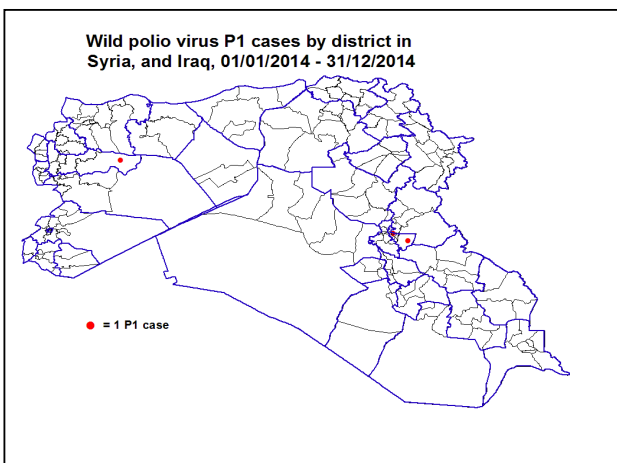 Wild polio virus P1 cases by district in
Syria, and Iraq, 01/01/2014 - 31/12/2014
= 1 P1 case